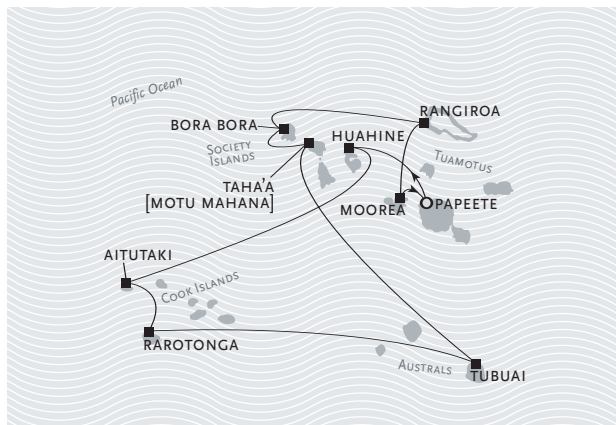 Pacific Ocean
RANGIROA
BORA BORA
HUAHINE
SOCIETY
ISLANDS
TUAMOTUS
TAHA'A
[MOTU MAHANA]
MOOREA
PAPEETE
AITUTAKI
COOK ISLANDS
RAROTONGA
AUSTRALS
TUBUAI